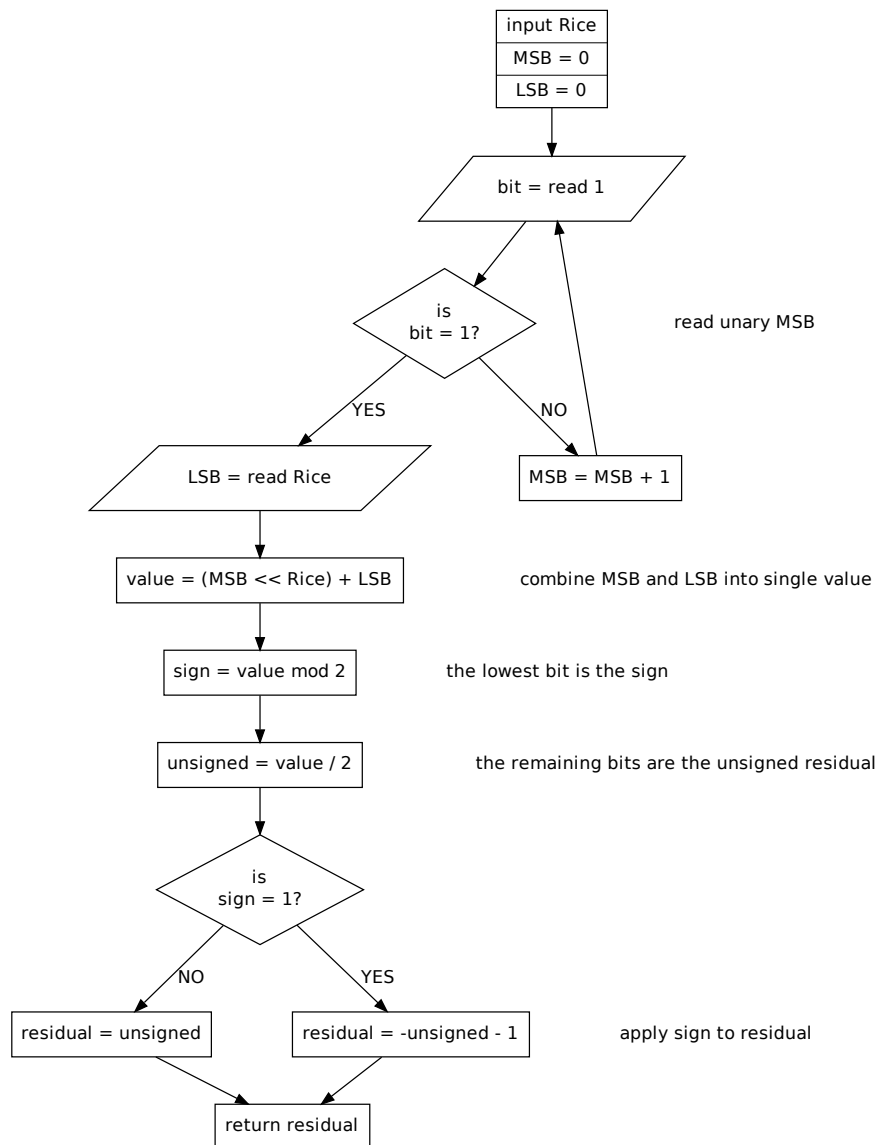 input Rice
MSB = 0
LSB = 0
bit = read 1
is
bit = 1?
read unary MSB
YES
NO
LSB = read Rice
MSB = MSB + 1
value = (MSB << Rice) + LSB
combine MSB and LSB into single value
sign = value mod 2
the lowest bit is the sign
unsigned = value / 2
the remaining bits are the unsigned residual
is
sign = 1?
NO
YES
residual = unsigned
residual = -unsigned - 1
apply sign to residual
return residual